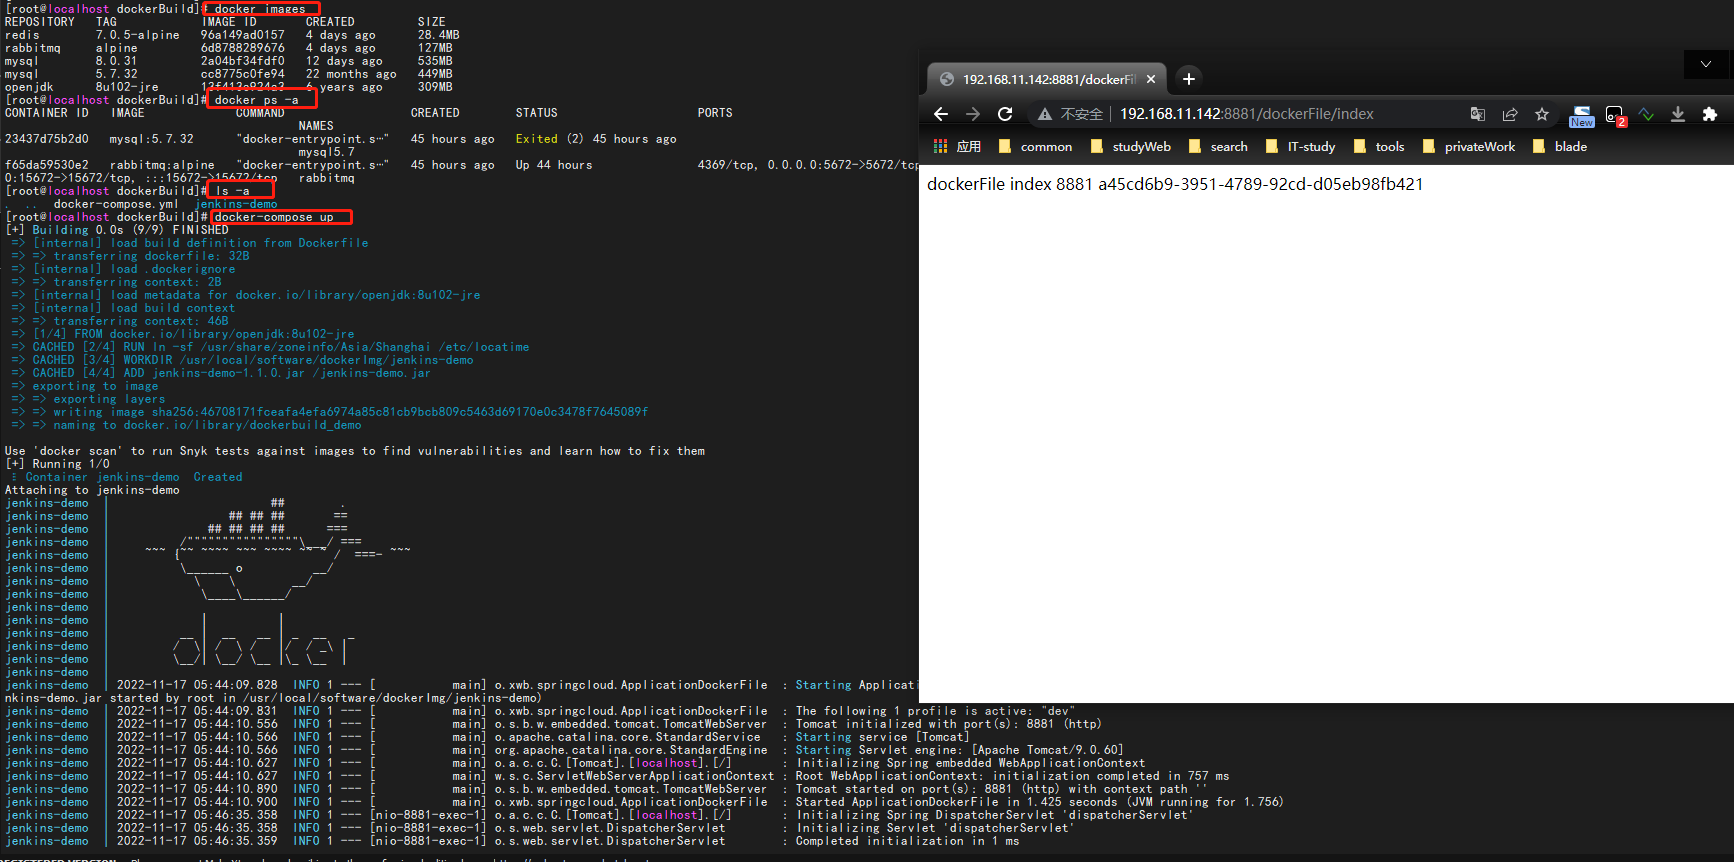 [root@localhost dockerBuild]# docker images
REPOSITORY   TAG            IMAGE ID       CREATED         SIZE
redis        7.0.5-alpine   96a149ad0157   4 days ago      28.4MB
rabbitmq     alpine         6d8788289676   4 days ago      127MB
mysql        8.0.31         2a04bf34fdf0   12 days ago     535MB
mysql        5.7.32         cc8775c0fe94   22 months ago   449MB
openjdk      8u102-jre      years ago     309MB
[root@localhost dockerBuild]# docker ps -a
CONTAINER ID   IMAGE             COMMAND                  CREATED        STATUS                    PORTS
NAMES
23437d75b2d0   mysql:5.7.32      "docker-entrypoint.s…"   45 hours ago   Exited (2) 45 hours ago
mysql5.7
f65da59530e2   rabbitmq:alpine   "docker-entrypoint.s…"   45 hours ago   Up 44 hours               4369/tcp, 0.0.0.0:5672->5672/tcp
0:15672->15672/tcp, :::15672->15672/tcp   rabbitmq
[root@localhost dockerBuild]# ls -a
.  ..  docker-compose.yml  jenkins-demo
[root@localhost dockerBuild]# docker-compose up
[+] Building 0.0s (9/9) FINISHED
=> [internal] load build definition from Dockerfile
=> => transferring dockerfile: 32B
=> [internal] load .dockerignore
=> => transferring context: 2B
=> [internal] load metadata for docker.io/library/openjdk:8u102-jre
=> [internal] load build context
=> => transferring context: 46B
=> [1/4] FROM docker.io/library/openjdk:8u102-jre
=> CACHED [2/4] RUN ln -sf /usr/share/zoneinfo/Asia/Shanghai /etc/locatime
=> CACHED [3/4] WORKDIR /usr/local/software/dockerImg/jenkins-demo
=> CACHED [4/4] ADD jenkins-demo-1.1.0.jar /jenkins-demo.jar
=> exporting to image
=> => exporting layers
=> => writing image sha256:46708171fceafa4efa6974a85c81cb9bcb809c5463d69170e0c3478f7645089f
=> => naming to docker.io/library/dockerbuild_demo
Use 'docker scan' to run Snyk tests against images to find vulnerabilities and learn how to fix them
[+] Running 1/0
⠿ Container jenkins-demo  Created
Attaching to jenkins-demo
jenkins-demo  |                       ##        .
jenkins-demo  |                 ## ## ##       ==
jenkins-demo  |              ## ## ## ##      ===
jenkins-demo  |          /""""""""""""""""\___/ ===
jenkins-demo  |     ~~~ {~~ ~~~~ ~~~ ~~~~ ~~ ~ /  ===- ~~~
jenkins-demo  |          \______ o          __/
jenkins-demo  |            \    \        __/
jenkins-demo  |             \____\______/
jenkins-demo  |
jenkins-demo  |             |          |
jenkins-demo  |          __ |  __   __ | _  __   _
jenkins-demo  |         /  \| /  \ /   |/  / _\ |
jenkins-demo  |         \__/| \__/ \__ |\_ \__  |
jenkins-demo  |
jenkins-demo  | 2022-11-17 05:44:09.828  INFO 1 --- [           main] o.xwb.springcloud.ApplicationDockerFile  : Starting Applicati
nkins-demo.jar started by root in /usr/local/software/dockerImg/jenkins-demo)
jenkins-demo  | 2022-11-17 05:44:09.831  INFO 1 --- [           main] o.xwb.springcloud.ApplicationDockerFile  : The following 1 profile is active: "dev"
jenkins-demo  | 2022-11-17 05:44:10.556  INFO 1 --- [           main] o.s.b.w.embedded.tomcat.TomcatWebServer  : Tomcat initialized with port(s): 8881 (http)
jenkins-demo  | 2022-11-17 05:44:10.566  INFO 1 --- [           main] o.apache.catalina.core.StandardService   : Starting service [Tomcat]
jenkins-demo  | 2022-11-17 05:44:10.566  INFO 1 --- [           main] org.apache.catalina.core.StandardEngine  : Starting Servlet engine: [Apache Tomcat/9.0.60]
jenkins-demo  | 2022-11-17 05:44:10.627  INFO 1 --- [           main] o.a.c.c.C.[Tomcat].[localhost].[/]       : Initializing Spring embedded WebApplicationContext
jenkins-demo  | 2022-11-17 05:44:10.627  INFO 1 --- [           main] w.s.c.ServletWebServerApplicationContext : Root WebApplicationContext: initialization completed in 757 ms
jenkins-demo  | 2022-11-17 05:44:10.890  INFO 1 --- [           main] o.s.b.w.embedded.tomcat.TomcatWebServer  : Tomcat started on port(s): 8881 (http) with context path ''
jenkins-demo  | 2022-11-17 05:44:10.900  INFO 1 --- [           main] o.xwb.springcloud.ApplicationDockerFile  : Started ApplicationDockerFile in 1.425 seconds (JVM running for 1.756)
jenkins-demo  | 2022-11-17 05:46:35.358  INFO 1 --- [nio-8881-exec-1] o.a.c.c.C.[Tomcat].[localhost].[/]       : Initializing Spring DispatcherServlet 'dispatcherServlet'
jenkins-demo  | 2022-11-17 05:46:35.358  INFO 1 --- [nio-8881-exec-1] o.s.web.servlet.DispatcherServlet        : Initializing Servlet 'dispatcherServlet'
jenkins-demo  | 2022-11-17 05:46:35.359  INFO 1 --- [nio-8881-exec-1] o.s.web.servlet.DispatcherServlet        : Completed initialization in 1 ms
192.168.11.142:8881/dockerFil
不安全 192.168.11.142:8881/dockerFile/index
New 2
应用 common studyWeb search IT-study tools privateWork blade
dockerFile index 8881 a45cd6b9-3951-4789-92cd-d05eb98fb421